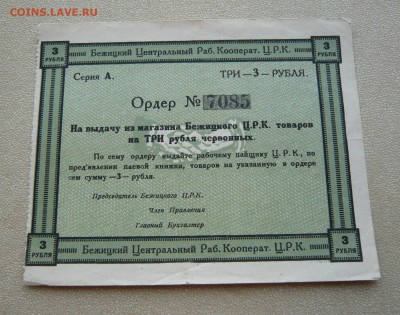 COINS.LAVE.RU
3 РУБЛЯ
Бежицкий Центральный Раб. Кооперат. Ц.Р.К.
3 РУБЛЯ
Серия А.
ТРИ—3—РУБЛЯ.
Ордер № 7085
На выдачу из магазина Бежицкого Ц.Р.К. товаров
на ТРИ рубля червонных.
По сему ордеру выдайте рабочему пайщику Ц. Р. К., по
пред'явлении паевой книжки, товаров на указанную в ордере
сем сумму —3— рубля.
Председатель Бежицкого Ц.Р.К.
Член Правления
Главный Бухгалтер
3 РУБЛЯ
Бежицкий Центральный Раб. Кооперат. Ц.Р.К.
3 РУБЛЯ